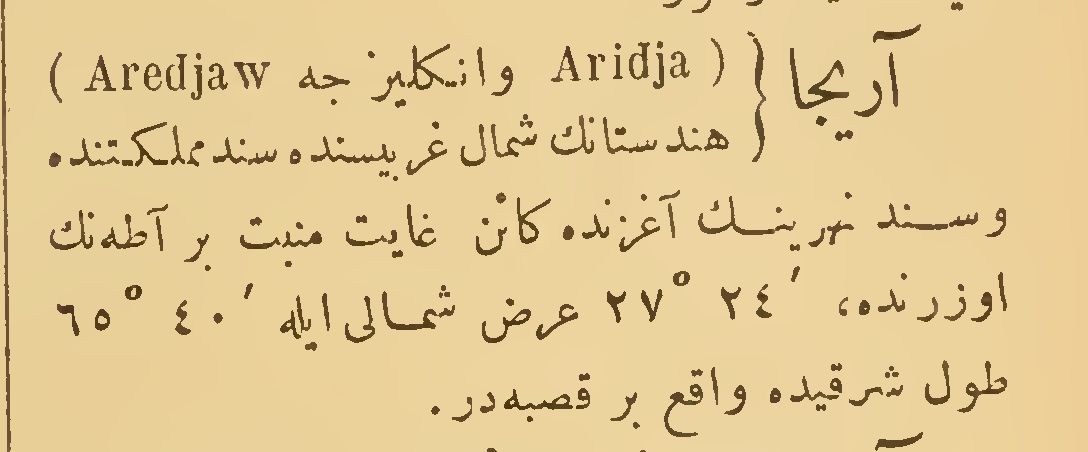 آريجا } ( Aridja وانكليزجه Aredjaw )
هندستانك شمال غربيسنده سند مملكتنده
وسند نهرينك آغزنده كائن غايت منبت بر آطه‌نك
اوزرنده، ٢٤′ ٢٧° عرض شمالى ايله ٤٠′ ٦٥°
طول شرقيده واقع بر قصبه‌در.